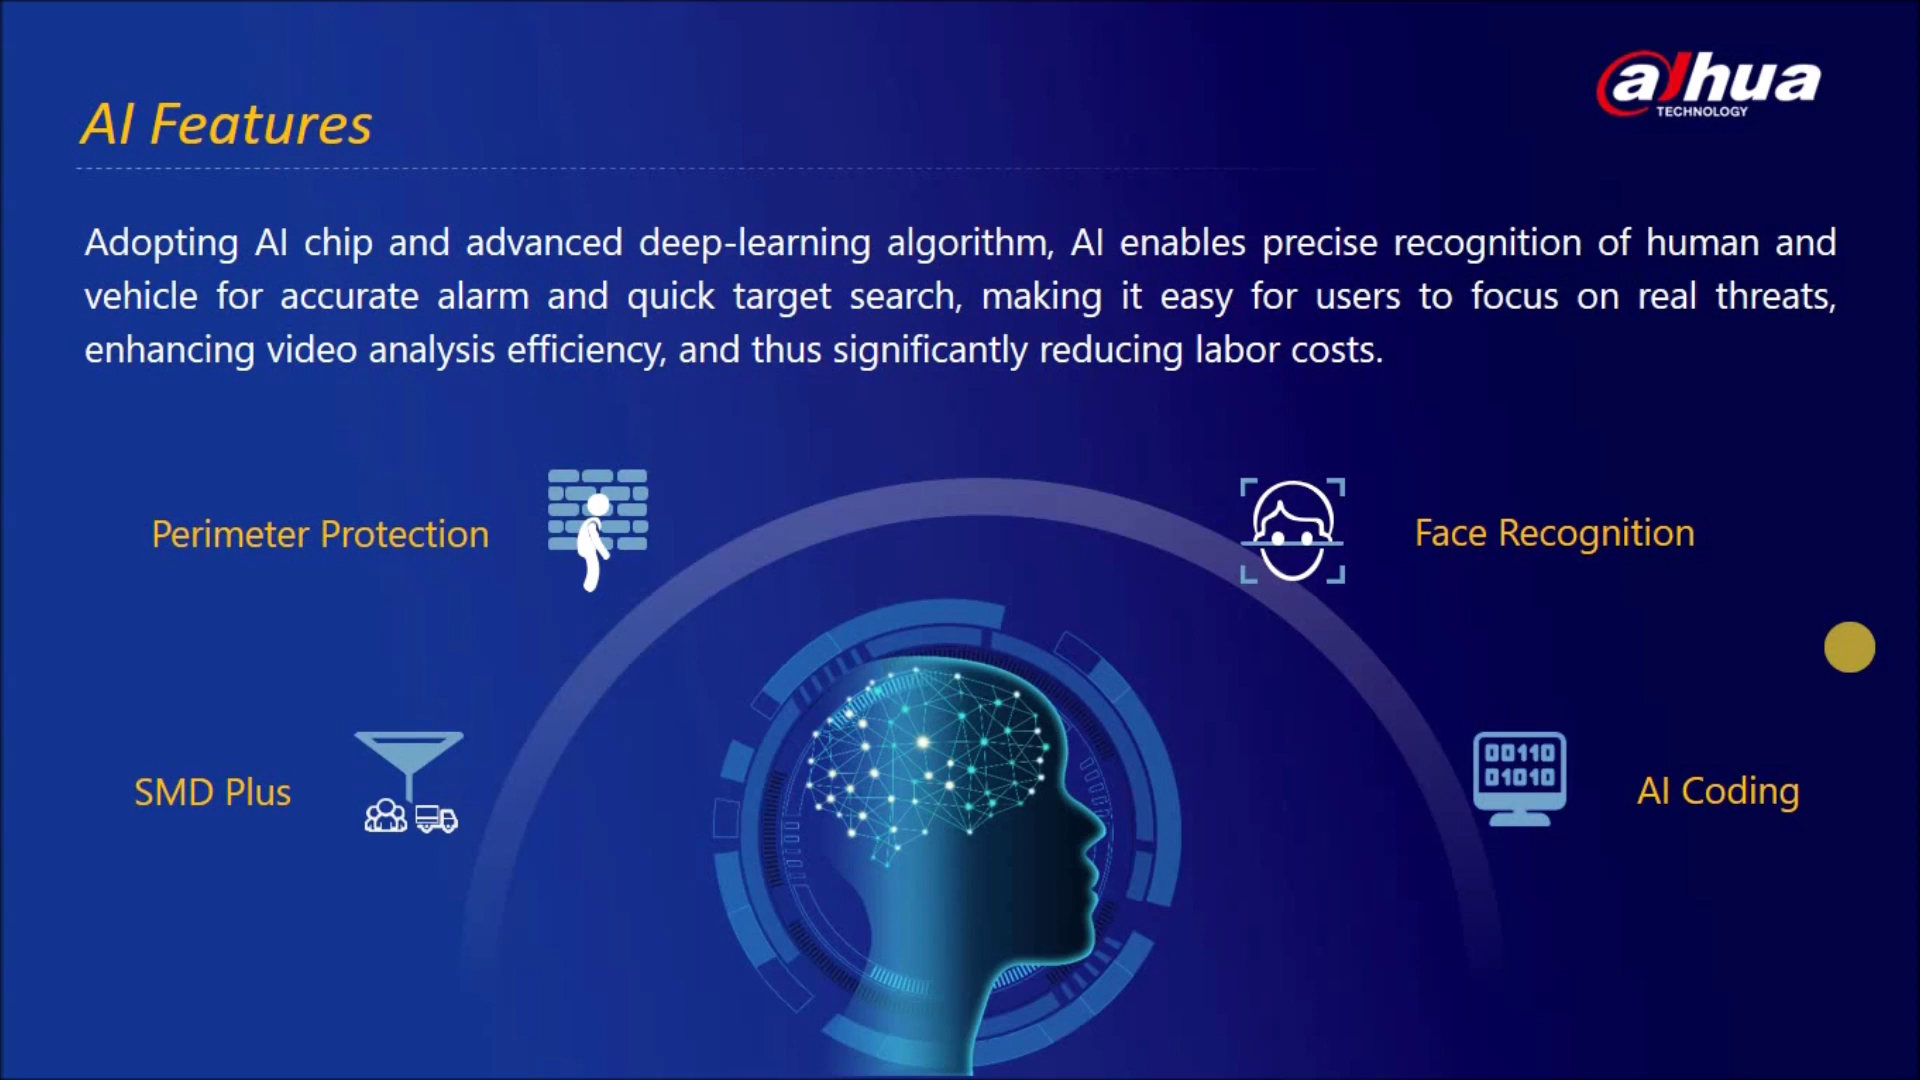 alhua
TECHNOLOGY
AI Features
Adopting AI chip and advanced deep-learning algorithm, AI enables precise recognition of human and
vehicle for accurate alarm and quick target search, making it easy for users to focus on real threats,
enhancing video analysis efficiency, and thus significantly reducing labor costs.
Perimeter Protection
Face Recognition
SMD Plus
00110
01010
AI Coding